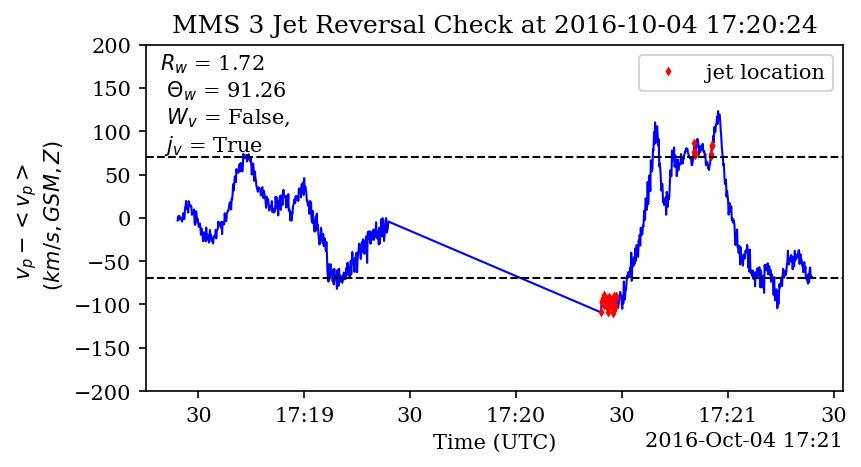 MMS 3 Jet Reversal Check at 2016-10-04 17:20:24
R_w = 1.72
Θ_w = 91.26
W_v = False,
j_v = True
jet location
v_p − < v_p >
(km/s, GSM, Z)
200
150
100
50
0
−50
−100
−150
−200
30 17:19 30 17:20 30 17:21 30
Time (UTC) 2016-Oct-04 17:21